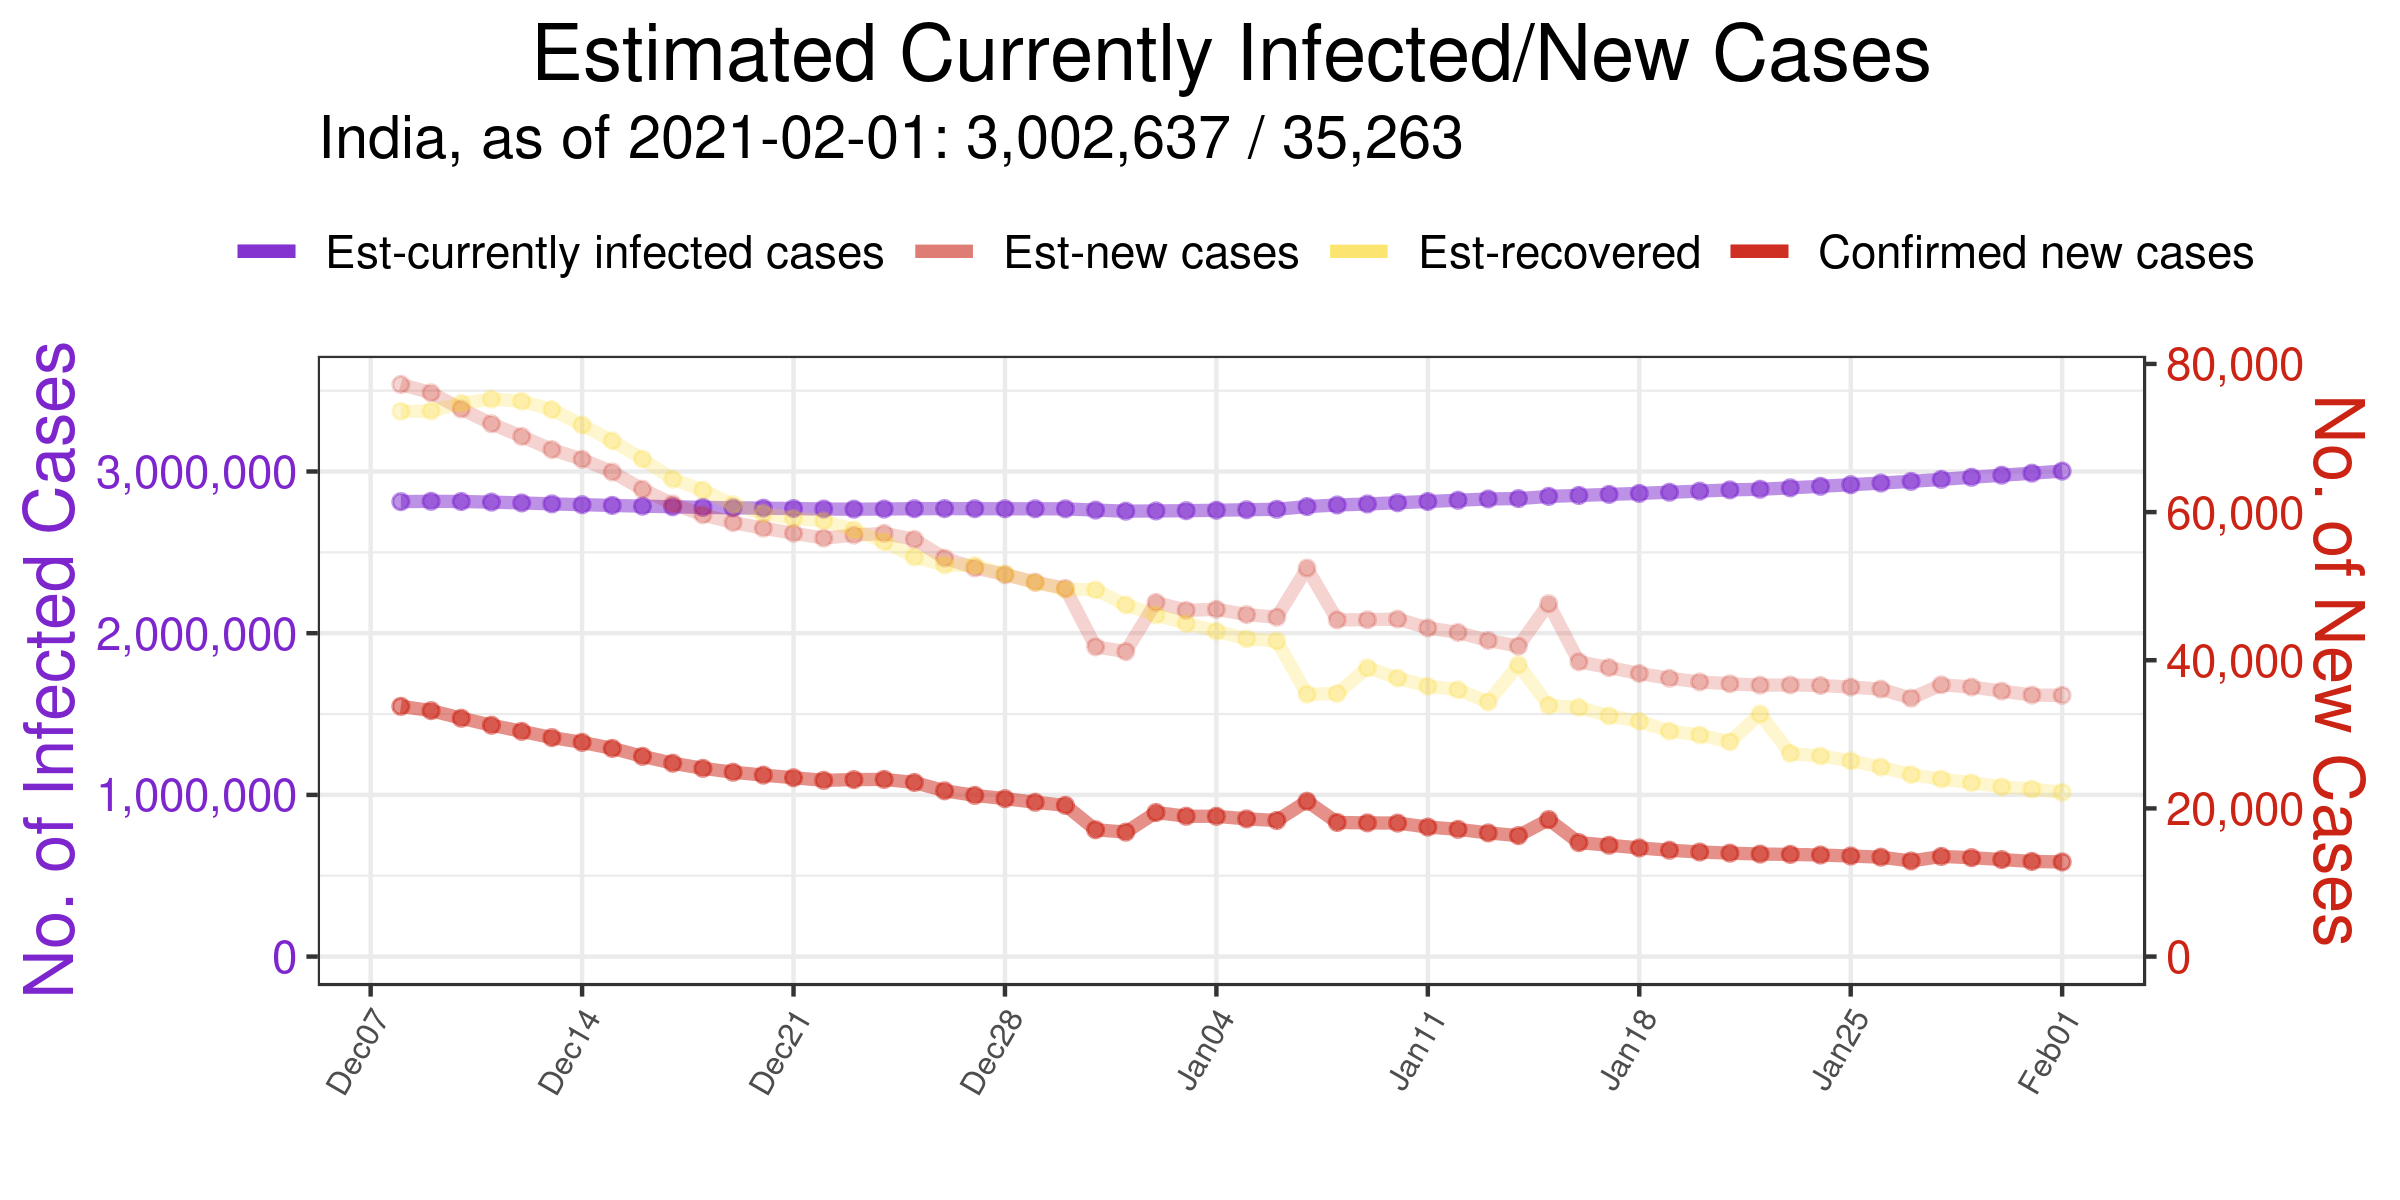 Estimated Currently Infected/New Cases
India, as of 2021-02-01: 3,002,637 / 35,263
Est-currently infected cases Est-new cases Est-recovered Confirmed new cases
No. of Infected Cases
3,000,000
2,000,000
1,000,000
0
80,000
60,000
40,000
20,000
0
No. of New Cases
Dec07 Dec14 Dec21 Dec28 Jan04 Jan11 Jan18 Jan25 Feb01